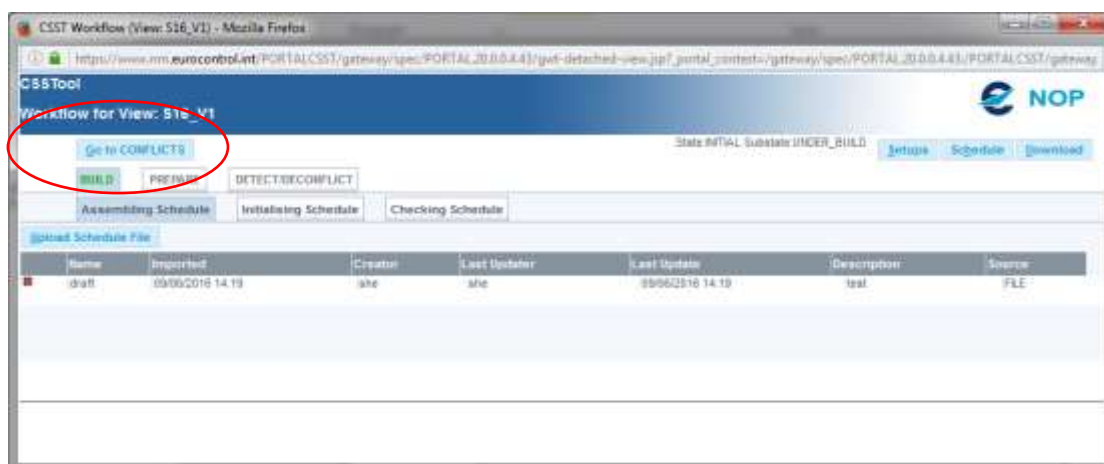 CSST Workflow (View: S16_V1) - Mozilla Firefox
https://www.nm.eurocontrol.int/PORTALCSST/gateway/spec/PORTAL.20.0.0.4.43/gwt-detached-view.jsp?_portal_context=/gateway/spec/PORTAL.20.0.0.4.43/PORTALCSST/gateway
CSSTool
NOP
Workflow for View: S16_V1
Go to CONFLICTS
State INITIAL Substate UNDER_BUILD
Setups Schedule Download
BUILD PREPARE DETECT/DECONFLICT
Assembling Schedule Initialising Schedule Checking Schedule
Upload Schedule File
Name Imported Creator Last Updater Last Update Description Source
draft 09/06/2016 14:19 she she 09/06/2016 14:19 test FILE